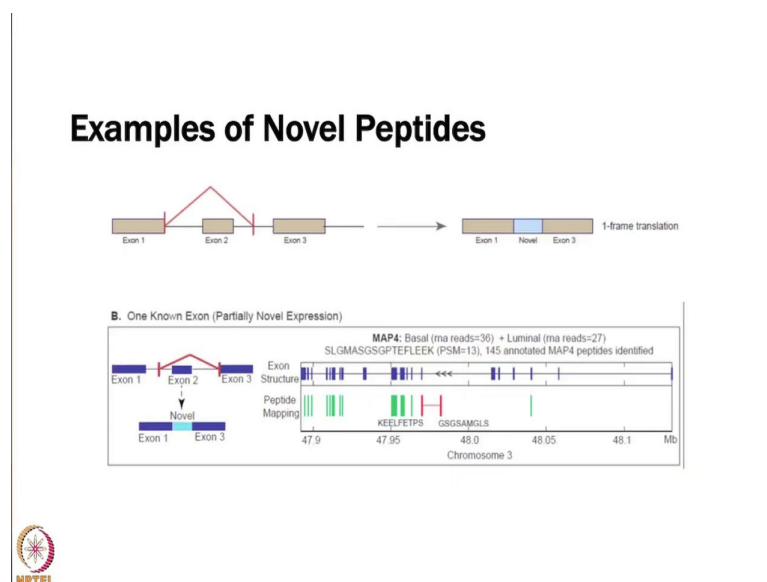 Examples of Novel Peptides
Exon 1
Exon 2
Exon 3
Exon 1
Novel
Exon 3
1-frame translation
B. One Known Exon (Partially Novel Expression)
MAP4: Basal (rna reads=36) + Luminal (rna reads=27)
SLGMASGSGPTEFLEEK (PSM=13), 145 annotated MAP4 peptides identified
Exon 1
Exon 2
Exon 3
Novel
Exon 1
Exon 3
Exon
Structure
<<<
Peptide
Mapping
KEELFETPS
GSGSAMGLS
47.9
47.95
48.0
48.05
48.1
Mb
Chromosome 3
NPTEL